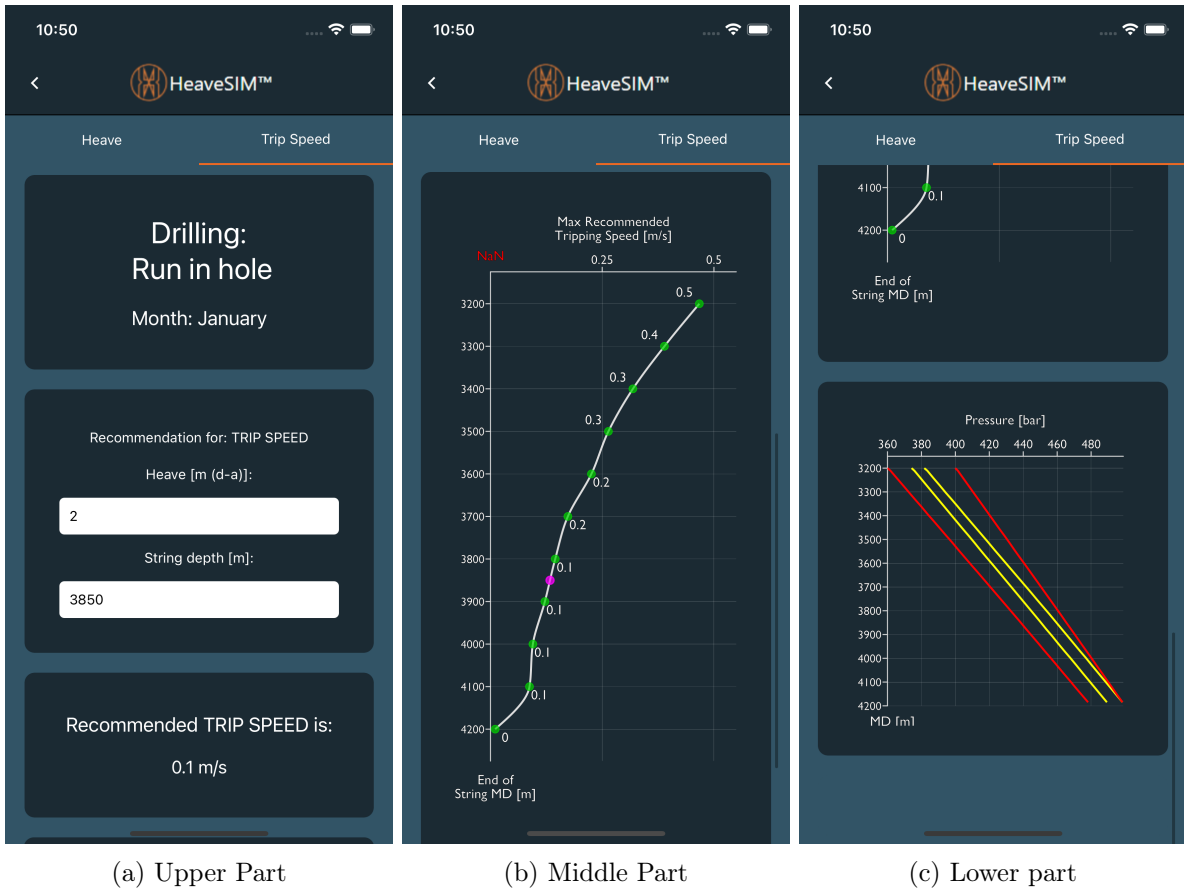 10:50
HeaveSIM™
Heave
Trip Speed
Drilling:
Run in hole
Month: January
Recommendation for: TRIP SPEED
Heave [m (d-a)]:
2
String depth [m]:
3850
Recommended TRIP SPEED is:
0.1 m/s
(a) Upper Part
10:50
HeaveSIM™
Heave
Trip Speed
Max Recommended
Tripping Speed [m/s]
NaN
0.25
0.5
0.5
3200
0.4
3300
0.3
3400
0.3
3500
3600
0.2
3700
0.2
3800
0.1
3900
0.1
4000
0.1
4100
0.1
4200
0
End of
String MD [m]
(b) Middle Part
10:50
HeaveSIM™
Heave
Trip Speed
4100
0.1
4200
0
End of
String MD [m]
Pressure [bar]
360 380 400 420 440 460 480
3200
3300
3400
3500
3600
3700
3800
3900
4000
4100
4200
MD [m]
(c) Lower part